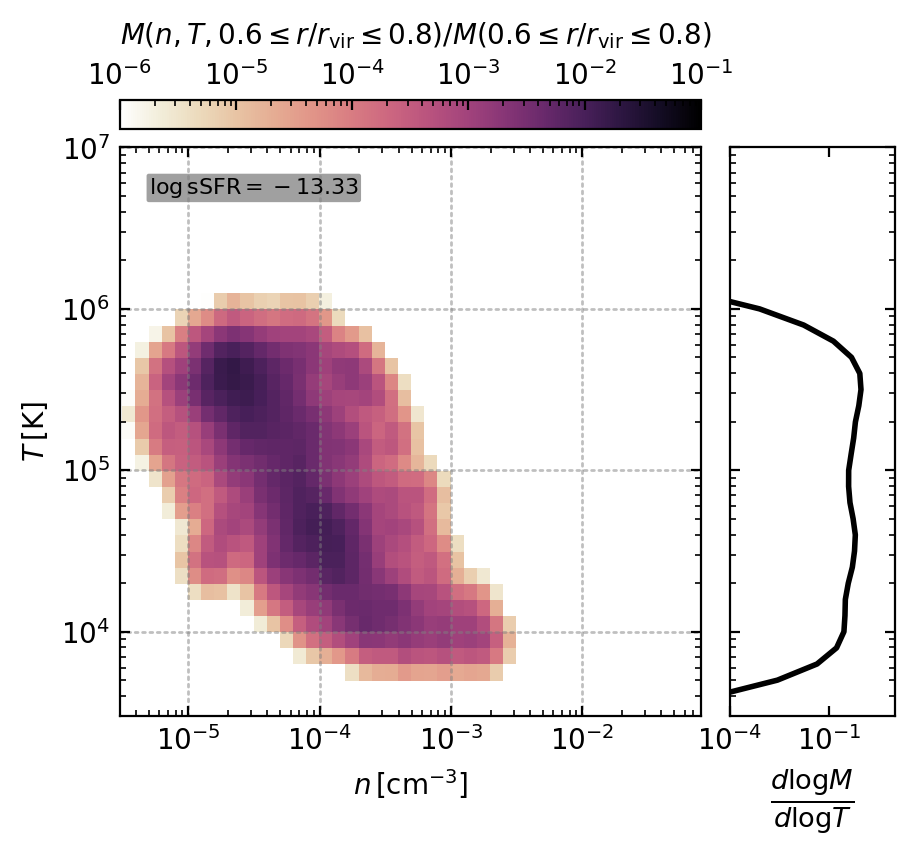 M(n, T, 0.6 ≤ r/r_vir ≤ 0.8)/M(0.6 ≤ r/r_vir ≤ 0.8)
10^−6 10^−5 10^−4 10^−3 10^−2 10^−1
10^7
log sSFR = −13.33
10^6
T [K]
10^5
10^4
10^−5 10^−4 10^−3 10^−2 10^−4 10^−1
n [cm^−3]
dlogM
dlogT